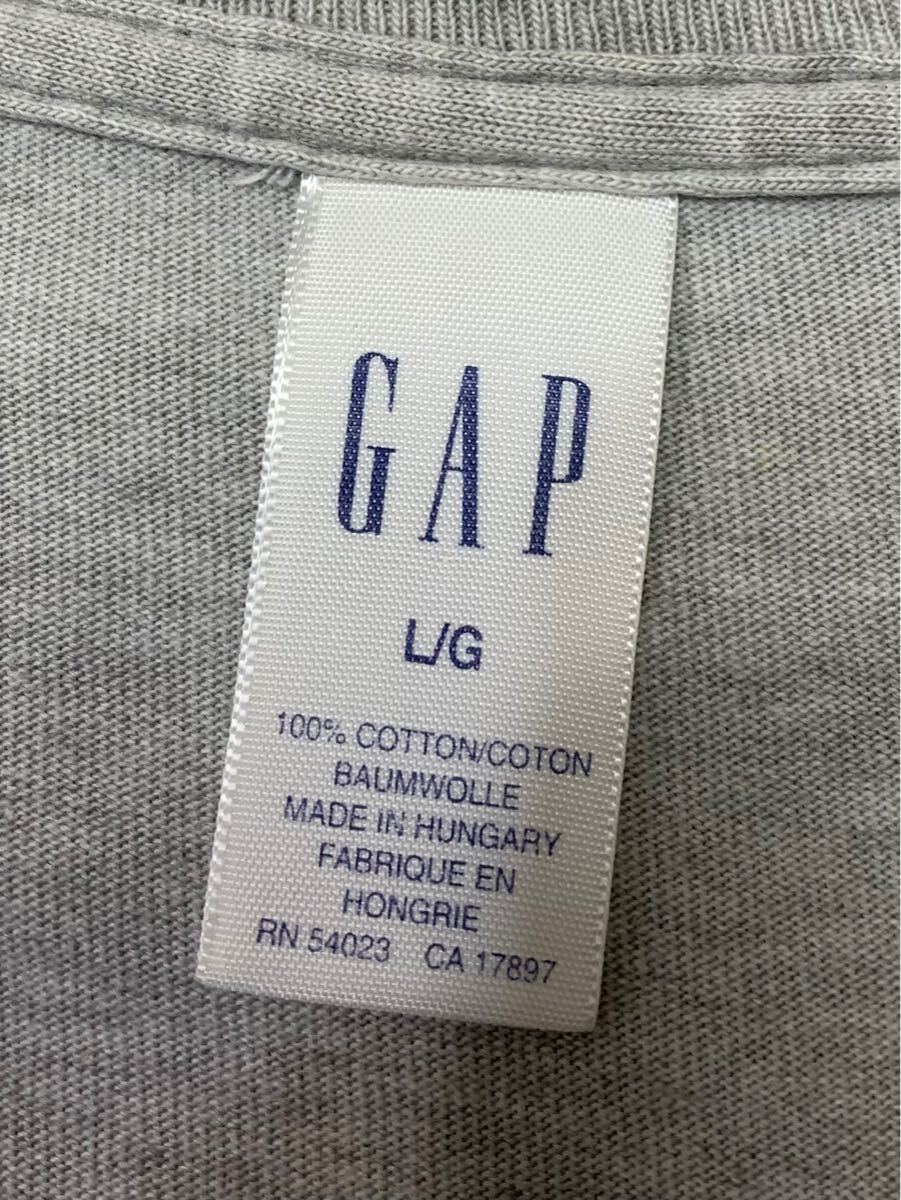 GAP
L/G
100% COTTON/COTON
BAUMWOLLE
MADE IN HUNGARY
FABRIQUE EN
HONGRIE
RN 54023 CA 17897